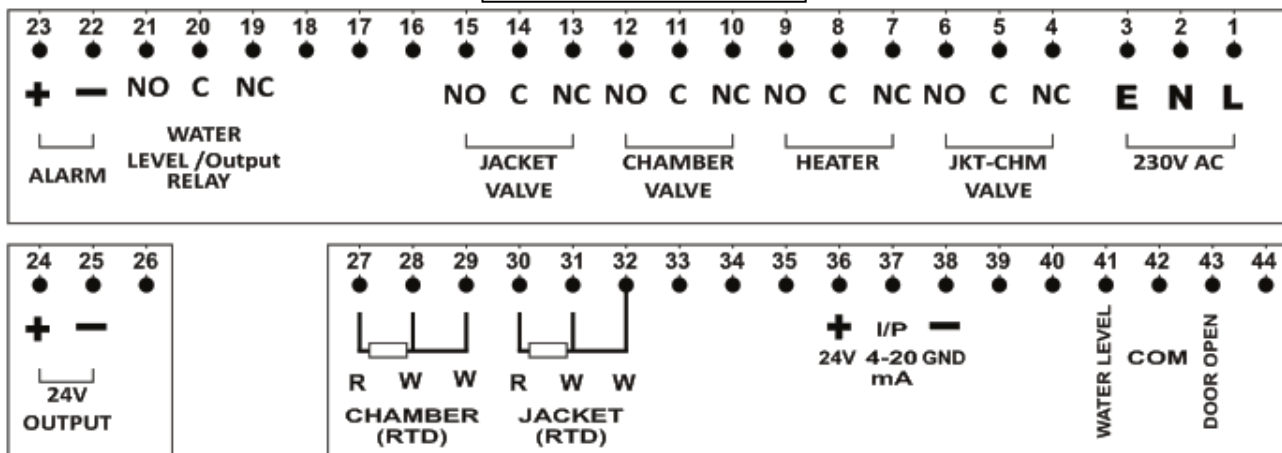 23 22 21 20 19 18 17 16 15 14 13 12 11 10 9 8 7 6 5 4 3 2 1
+ − NO C NC NO C NC NO C NC NO C NC NO C NC E N L
ALARM
WATER
LEVEL /Output
RELAY
JACKET
VALVE
CHAMBER
VALVE
HEATER
JKT-CHM
VALVE
230V AC
24 25 26
+ −
24V
OUTPUT
27 28 29 30 31 32 33 34 35 36 37 38 39 40 41 42 43 44
R W W
CHAMBER
(RTD)
R W W
JACKET
(RTD)
+ I/P −
24V 4-20 GND
mA
WATER LEVEL
COM
DOOR OPEN